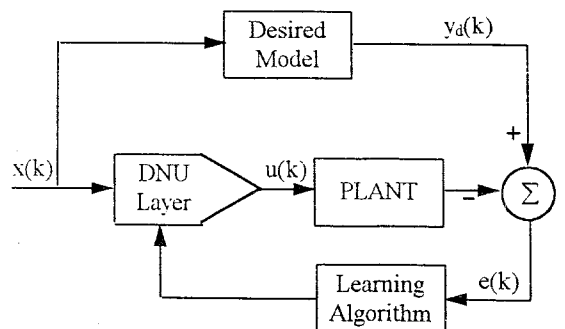 Desired
Model
y_d(k)
+
x(k)
DNU
Layer
u(k)
PLANT
-
Σ
Learning
Algorithm
e(k)